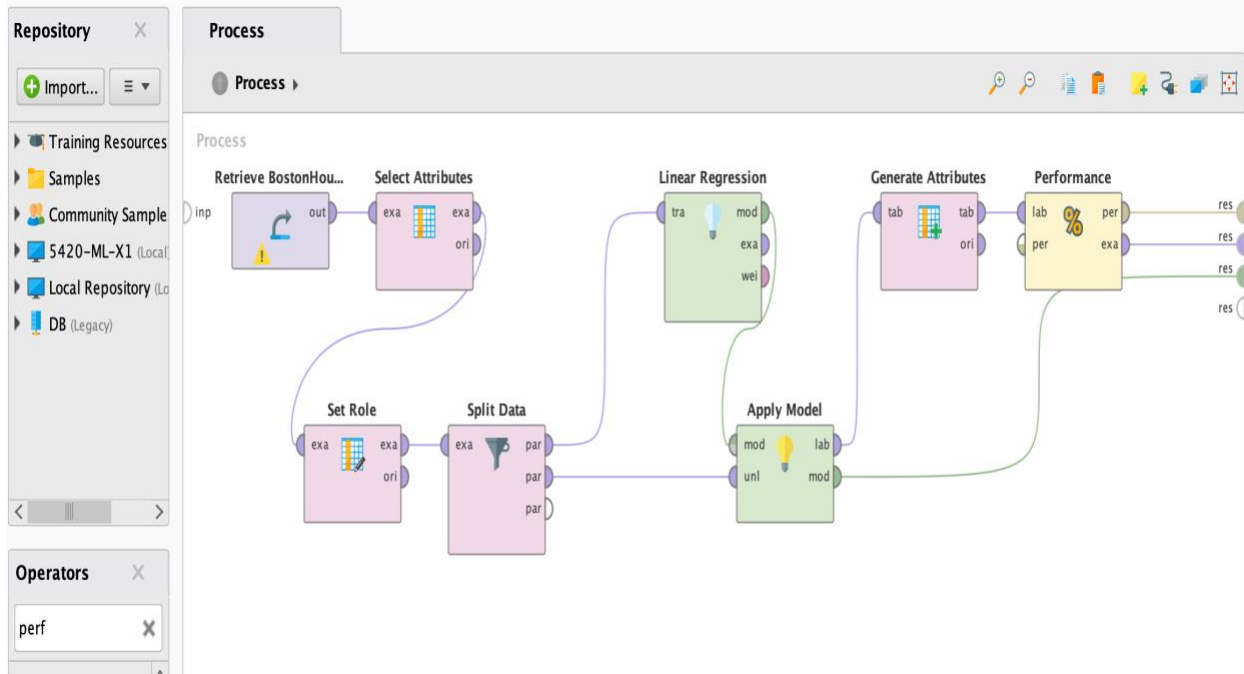 Repository
Process
Import...
Process
Training Resources
Samples
Community Sample
5420-ML-X1 (Local
Local Repository (Lo
DB (Legacy)
Process
inp
Retrieve BostonHou...
out
Select Attributes
exa exa
ori
Linear Regression
tra mod
exa
wei
Generate Attributes
tab tab
ori
Performance
lab per
per exa
res
res
res
res
Set Role
exa exa
ori
Split Data
exa par
par
par
Apply Model
mod lab
unl mod
Operators
perf